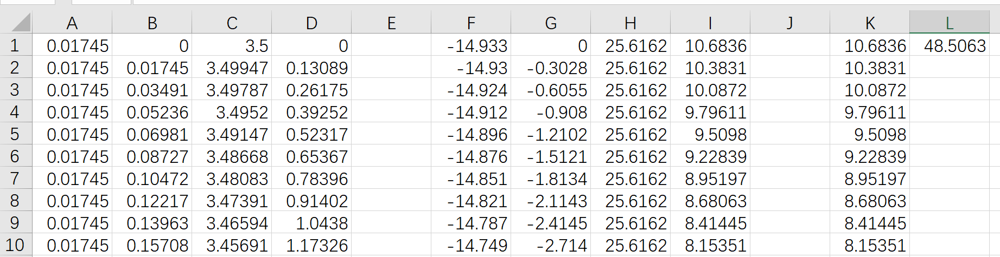 A B C D E F G H I J K L
1 0.01745 0 3.5 0 -14.933 0 25.6162 10.6836 10.6836 48.5063
2 0.01745 0.01745 3.49947 0.13089 -14.93 -0.3028 25.6162 10.3831 10.3831
3 0.01745 0.03491 3.49787 0.26175 -14.924 -0.6055 25.6162 10.0872 10.0872
4 0.01745 0.05236 3.4952 0.39252 -14.912 -0.908 25.6162 9.79611 9.79611
5 0.01745 0.06981 3.49147 0.52317 -14.896 -1.2102 25.6162 9.5098 9.5098
6 0.01745 0.08727 3.48668 0.65367 -14.876 -1.5121 25.6162 9.22839 9.22839
7 0.01745 0.10472 3.48083 0.78396 -14.851 -1.8134 25.6162 8.95197 8.95197
8 0.01745 0.12217 3.47391 0.91402 -14.821 -2.1143 25.6162 8.68063 8.68063
9 0.01745 0.13963 3.46594 1.0438 -14.787 -2.4145 25.6162 8.41445 8.41445
10 0.01745 0.15708 3.45691 1.17326 -14.749 -2.714 25.6162 8.15351 8.15351